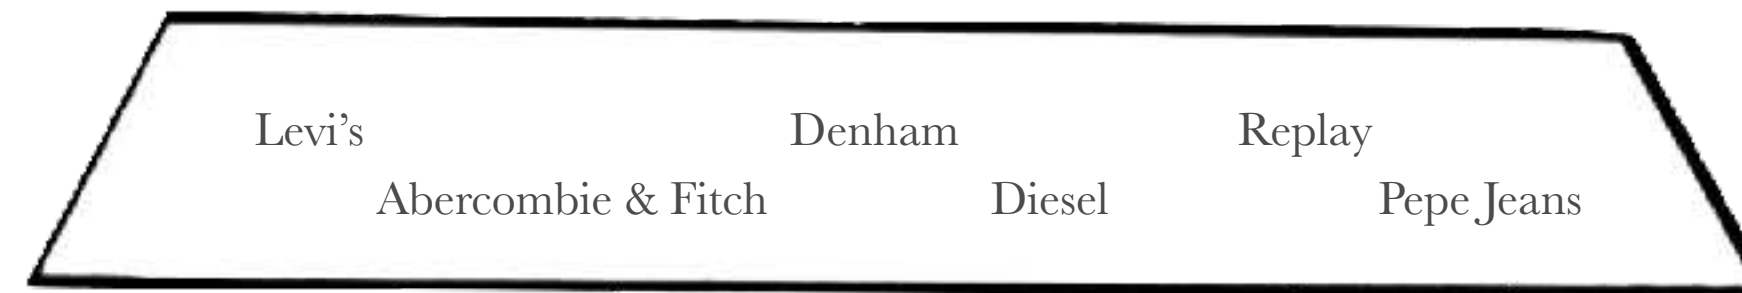 Levi’s Denham Replay
Abercombie & Fitch Diesel Pepe Jeans